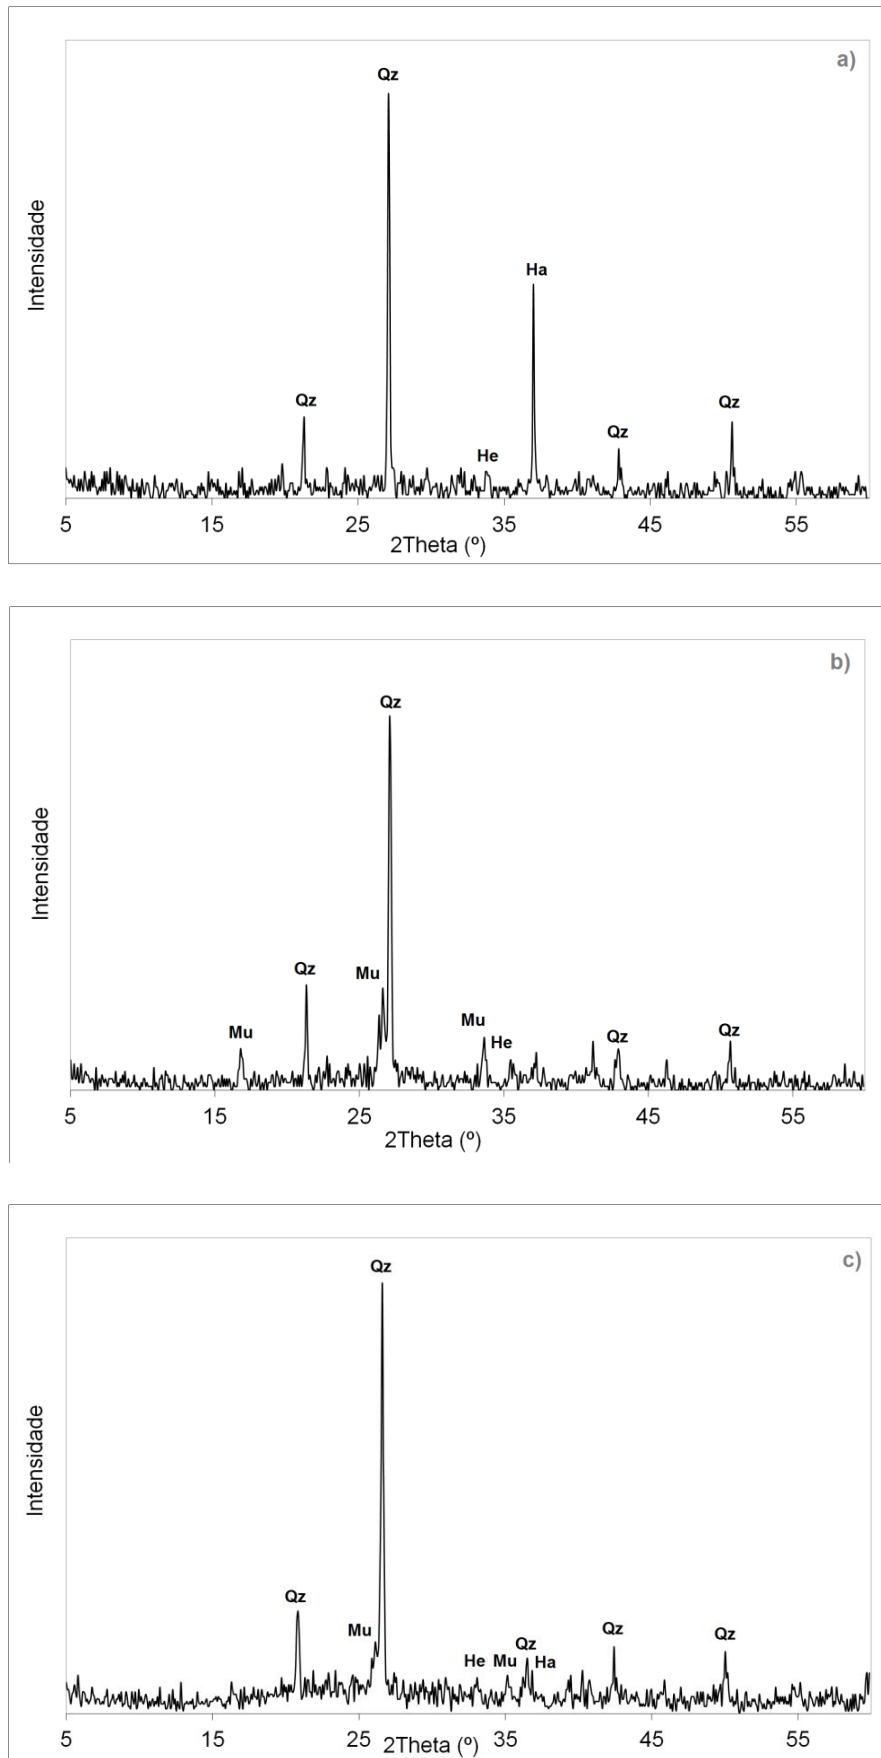 a)
Qz
Ha
Qz
Qz
Qz
He
Intensidade
5 15 25 35 45 55
2Theta (º)
b)
Qz
Mu
Qz
Mu
Mu
He
Qz
Qz
Intensidade
5 15 25 35 45 55
2Theta (º)
c)
Qz
Qz
Mu
He
Mu
Qz
Ha
Qz
Qz
Intensidade
5 15 25 35 45 55
2Theta (º)